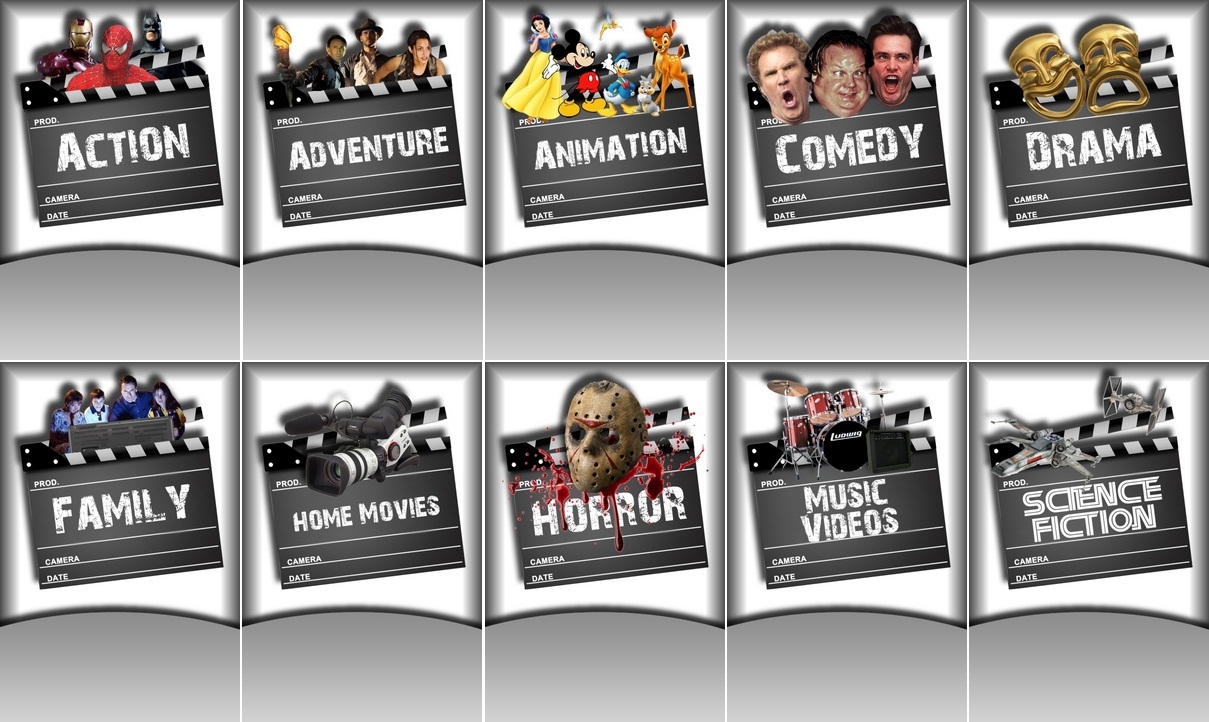 PROD.
ACTION
CAMERA
DATE
PROD.
ADVENTURE
CAMERA
DATE
PROD.
ANIMATION
CAMERA
DATE
PROD.
COMEDY
CAMERA
DATE
PROD.
DRAMA
CAMERA
DATE
PROD.
FAMILY
CAMERA
DATE
PROD.
HOME MOVIES
CAMERA
DATE
PROD.
HORROR
CAMERA
DATE
Ludwig
PROD.
MUSIC
VIDEOS
CAMERA
DATE
PROD.
SCIENCE
FICTION
CAMERA
DATE